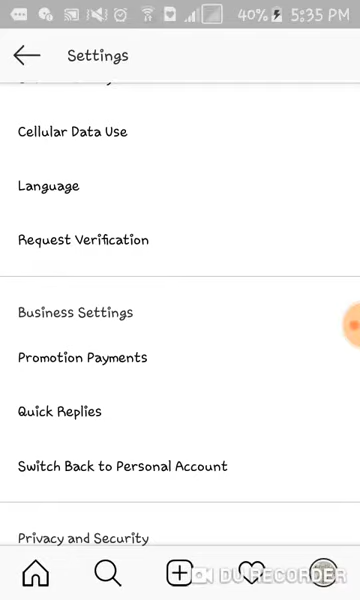 40% 5:35 PM
Settings
Cellular Data Use
Language
Request Verification
Business Settings
Promotion Payments
Quick Replies
Switch Back to Personal Account
Privacy and Security
DU RECORDER